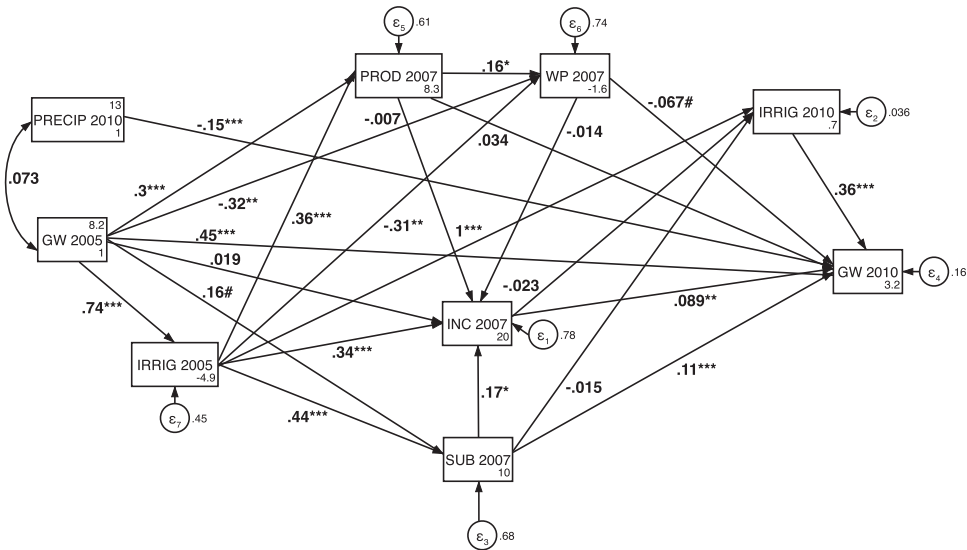 ε5 .61
ε6 .74
PROD 2007
8.3
.16*
WP 2007
-1.6
13
PRECIP 2010
1
-.067#
IRRIG 2010
.7
ε2 .036
-.15***
-.007
-.014
.034
.073
.3***
-.32**
.36***
-.31**
1***
.36***
8.2
GW 2005
1
.45***
.019
GW 2010
3.2
ε4 .16
.16#
-.023
.089**
.74***
INC 2007
20
ε1 .78
IRRIG 2005
-4.9
.34***
.11***
-.015
.17*
ε7 .45
.44***
SUB 2007
10
ε3 .68